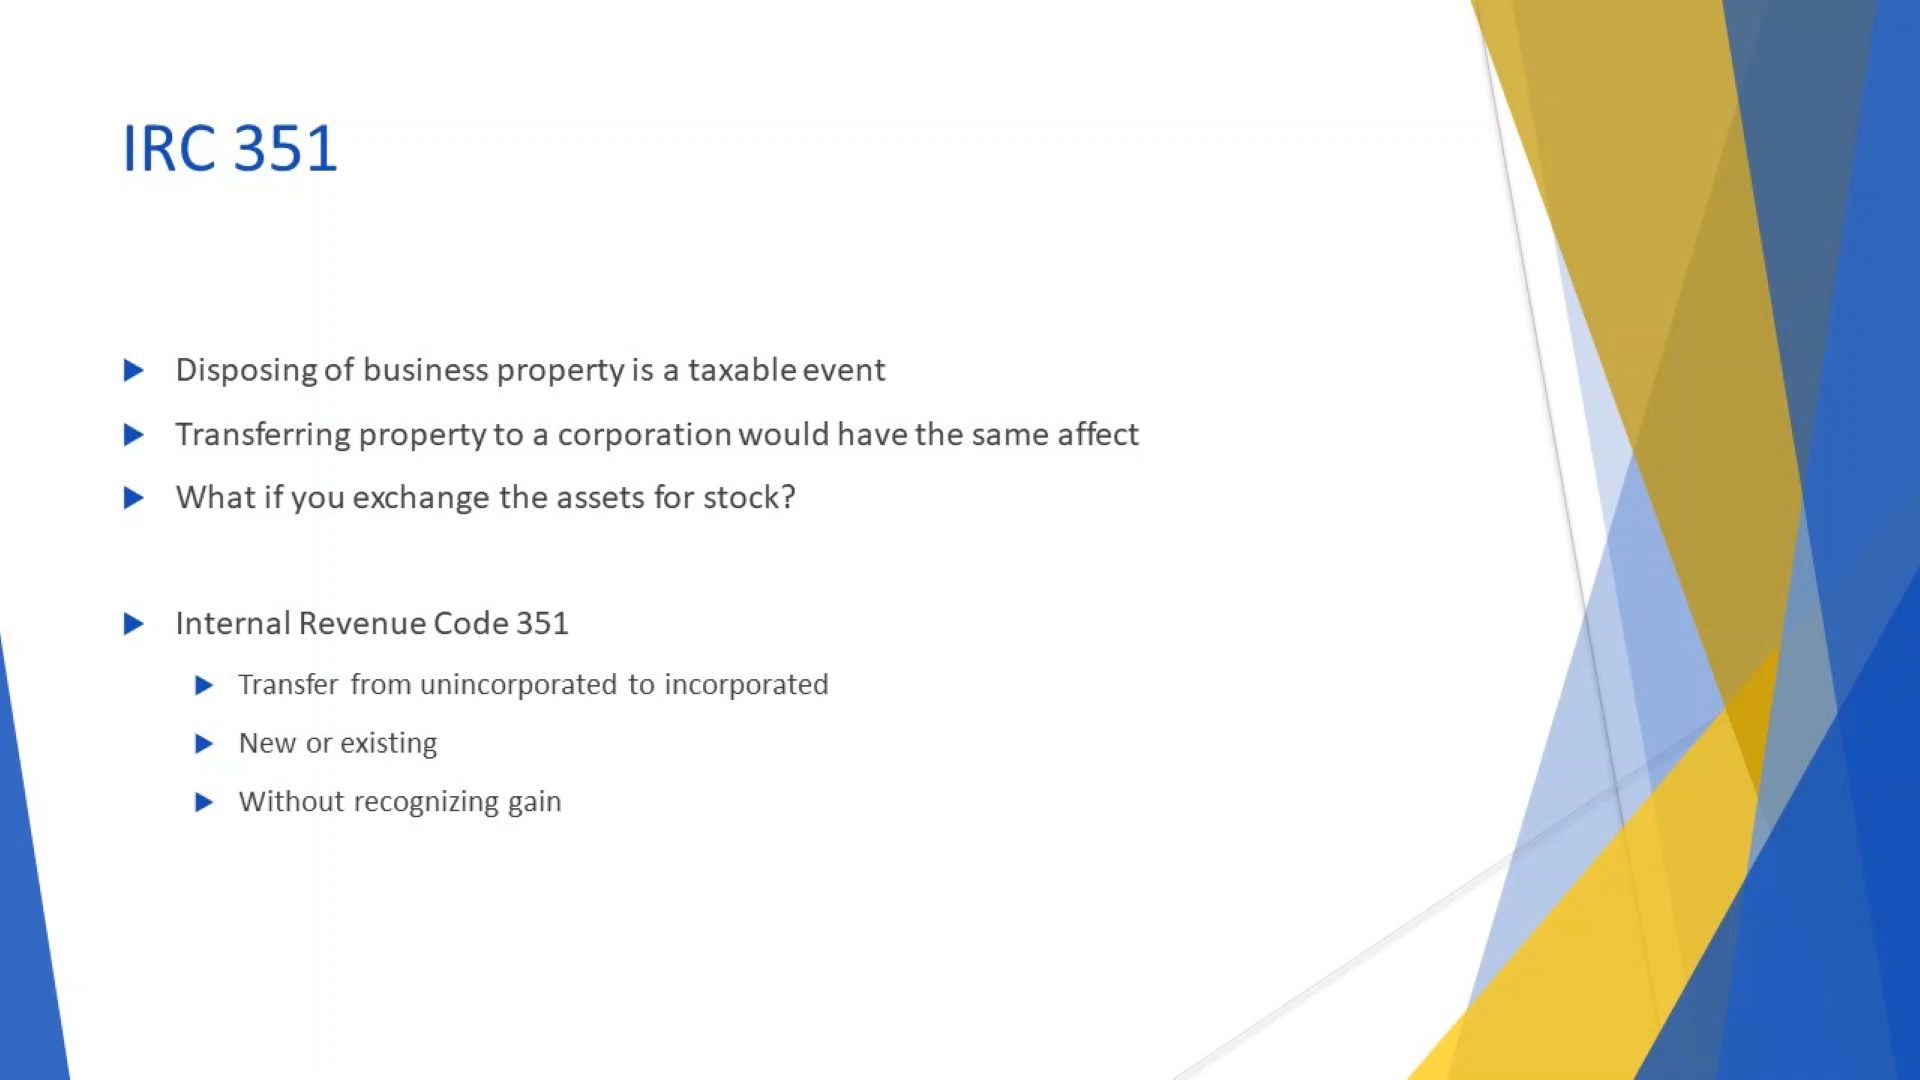 IRC 351
Disposing of business property is a taxable event
Transferring property to a corporation would have the same affect
What if you exchange the assets for stock?
Internal Revenue Code 351
Transfer from unincorporated to incorporated
New or existing
Without recognizing gain